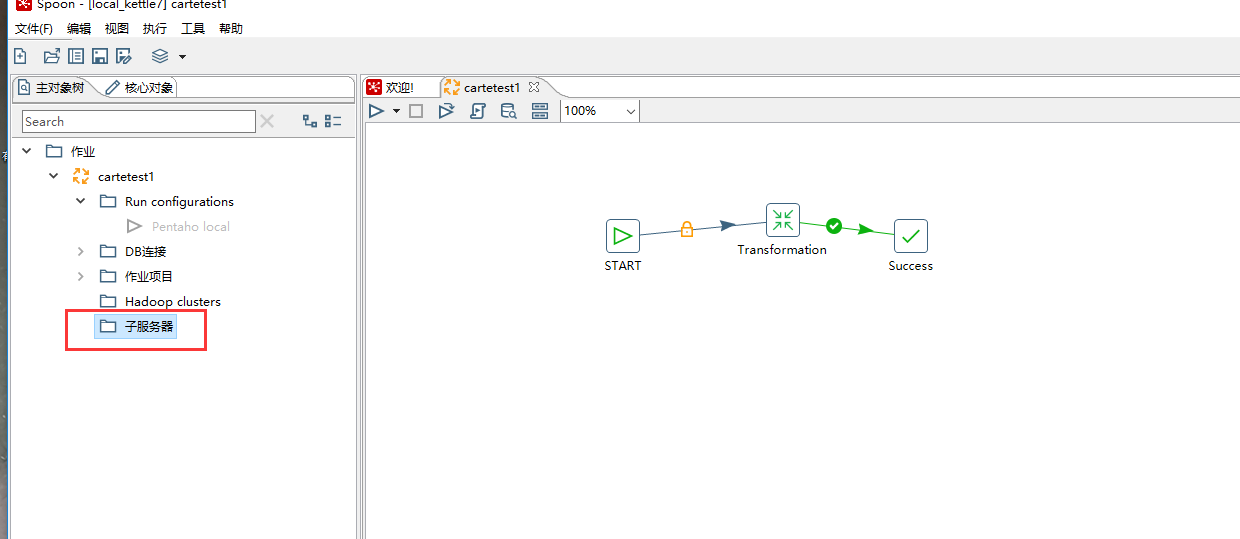 Spoon - [local_kettle7] cartetest1
文件(F) 编辑 视图 执行 工具 帮助
主对象树 核心对象
欢迎! cartetest1
Search
100%
作业
cartetest1
Run configurations
Pentaho local
DB连接
作业项目
Hadoop clusters
子服务器
START
Transformation
Success